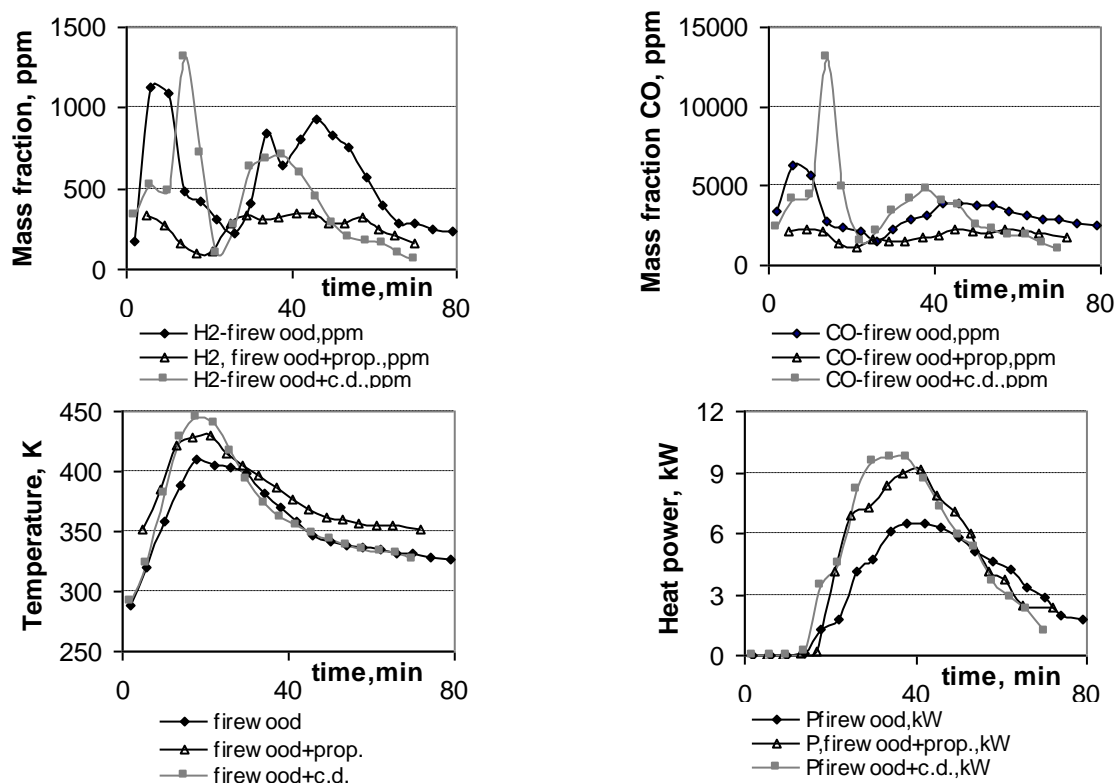 Mass fraction, ppm
1500
1000
500
0
0
40
80
time,min
H2-firew ood,ppm
H2, firew ood+prop.,ppm
H2-firew ood+c.d.,ppm
Mass fraction CO, ppm
15000
10000
5000
0
0
40
80
time,min
CO-firew ood,ppm
CO-firew ood+prop,ppm
CO-firew ood+c.d.,ppm
Temperature, K
450
400
350
300
250
0
40
80
time,min
firew ood
firew ood+prop.
firew ood+c.d.
Heat power, kW
12
9
6
3
0
0
40
80
time, min
Pfirew ood,kW
P,firew ood+prop.,kW
Pfirew ood+c.d.,kW